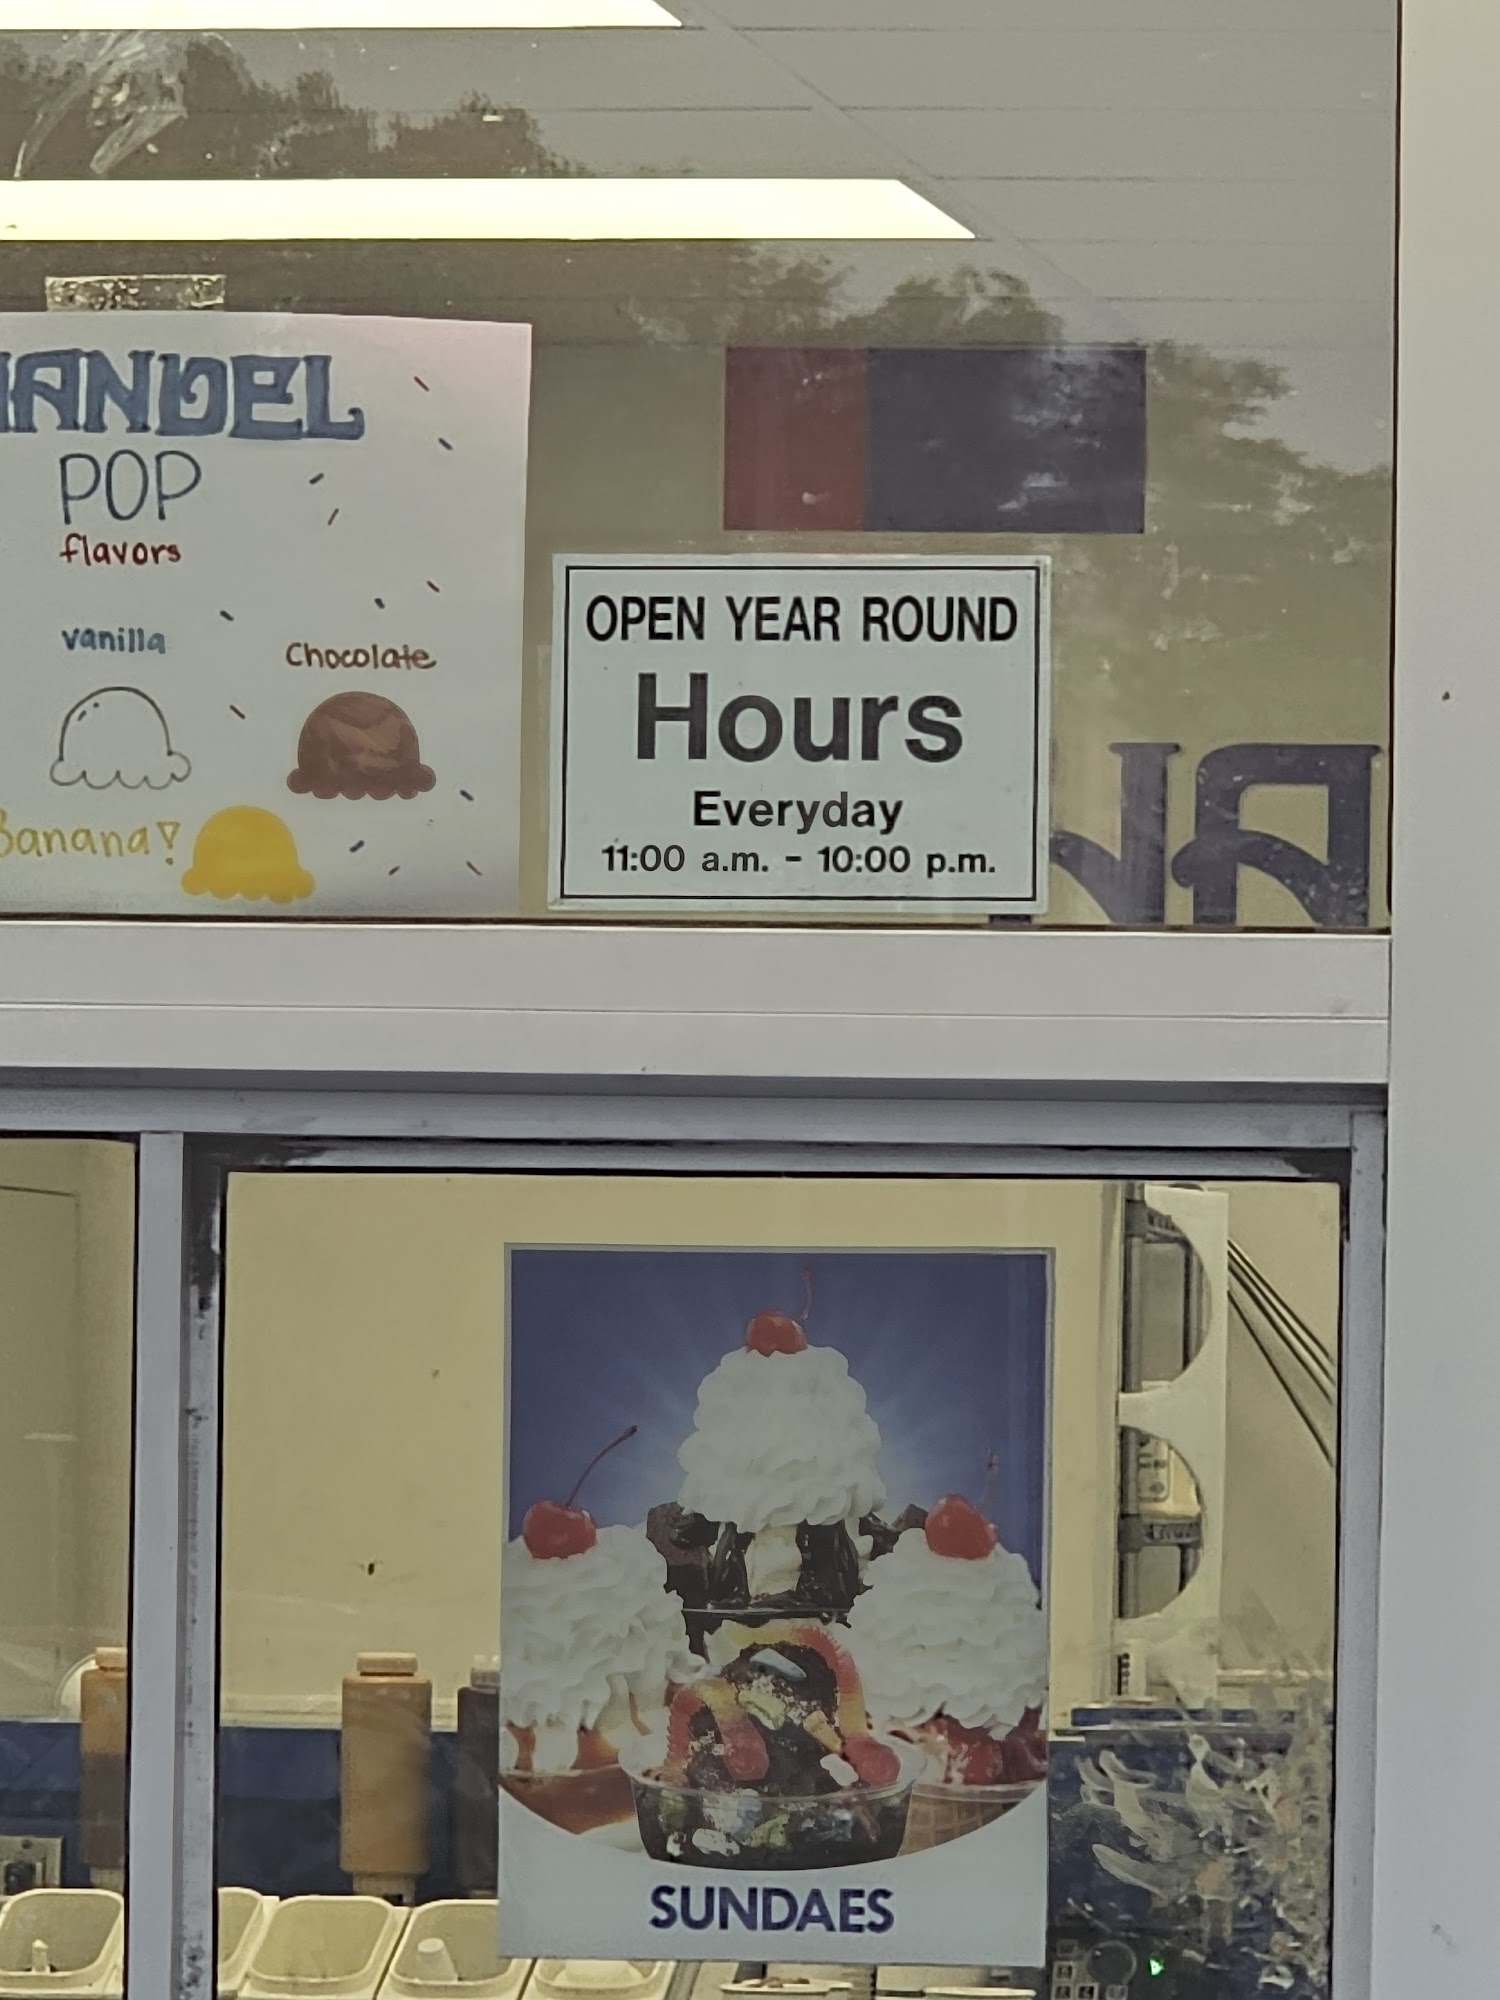 HANDEL
POP
flavors
vanilla
Chocolate
Banana!
OPEN YEAR ROUND
Hours
Everyday
11:00 a.m. - 10:00 p.m.
SUNDAES